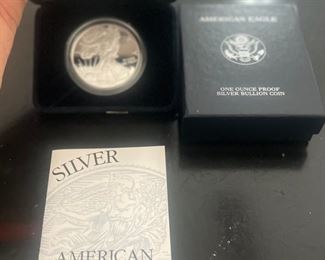 AMERICAN EAGLE
ONE OUNCE PROOF
SILVER BULLION COIN
SILVER
AMERICAN